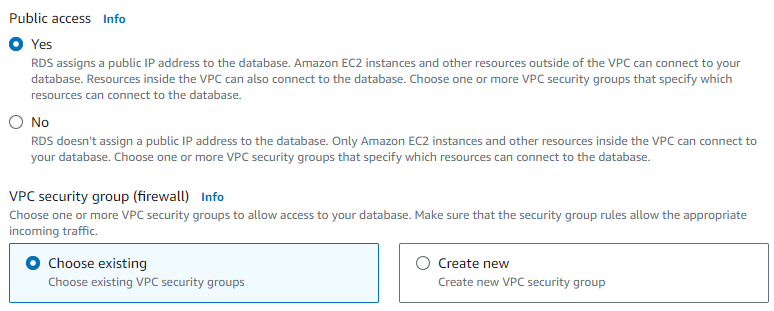 Public access Info
Yes
RDS assigns a public IP address to the database. Amazon EC2 instances and other resources outside of the VPC can connect to your
database. Resources inside the VPC can also connect to the database. Choose one or more VPC security groups that specify which
resources can connect to the database.
No
RDS doesn't assign a public IP address to the database. Only Amazon EC2 instances and other resources inside the VPC can connect to
your database. Choose one or more VPC security groups that specify which resources can connect to the database.
VPC security group (firewall) Info
Choose one or more VPC security groups to allow access to your database. Make sure that the security group rules allow the appropriate
incoming traffic.
Choose existing
Choose existing VPC security groups
Create new
Create new VPC security group